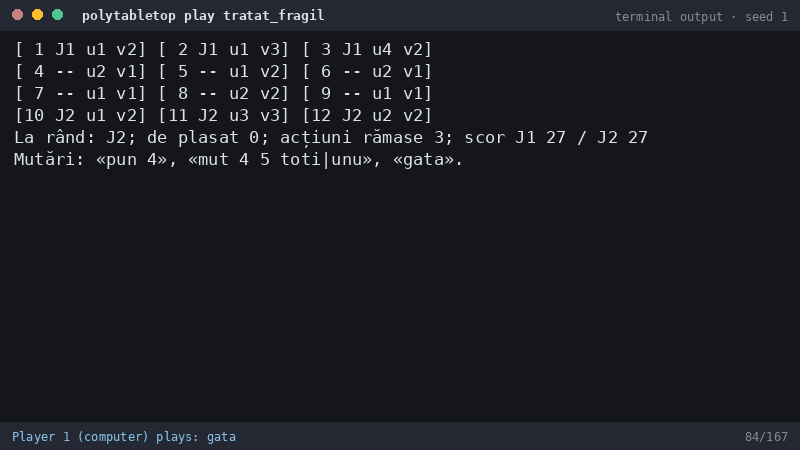 polytabletop play tratat_fragil
terminal output · seed 1
[ 1 J1 u1 v2] [ 2 J1 u1 v3] [ 3 J1 u4 v2]
[ 4 -- u2 v1] [ 5 -- u1 v2] [ 6 -- u2 v1]
[ 7 -- u1 v1] [ 8 -- u2 v2] [ 9 -- u1 v1]
[10 J2 u1 v2] [11 J2 u3 v3] [12 J2 u2 v2]
La rând: J2; de plasat 0; acțiuni rămase 3; scor J1 27 / J2 27
Mutări: «pun 4», «mut 4 5 toti|unu», «gata».
Player 1 (computer) plays: gata
84/167